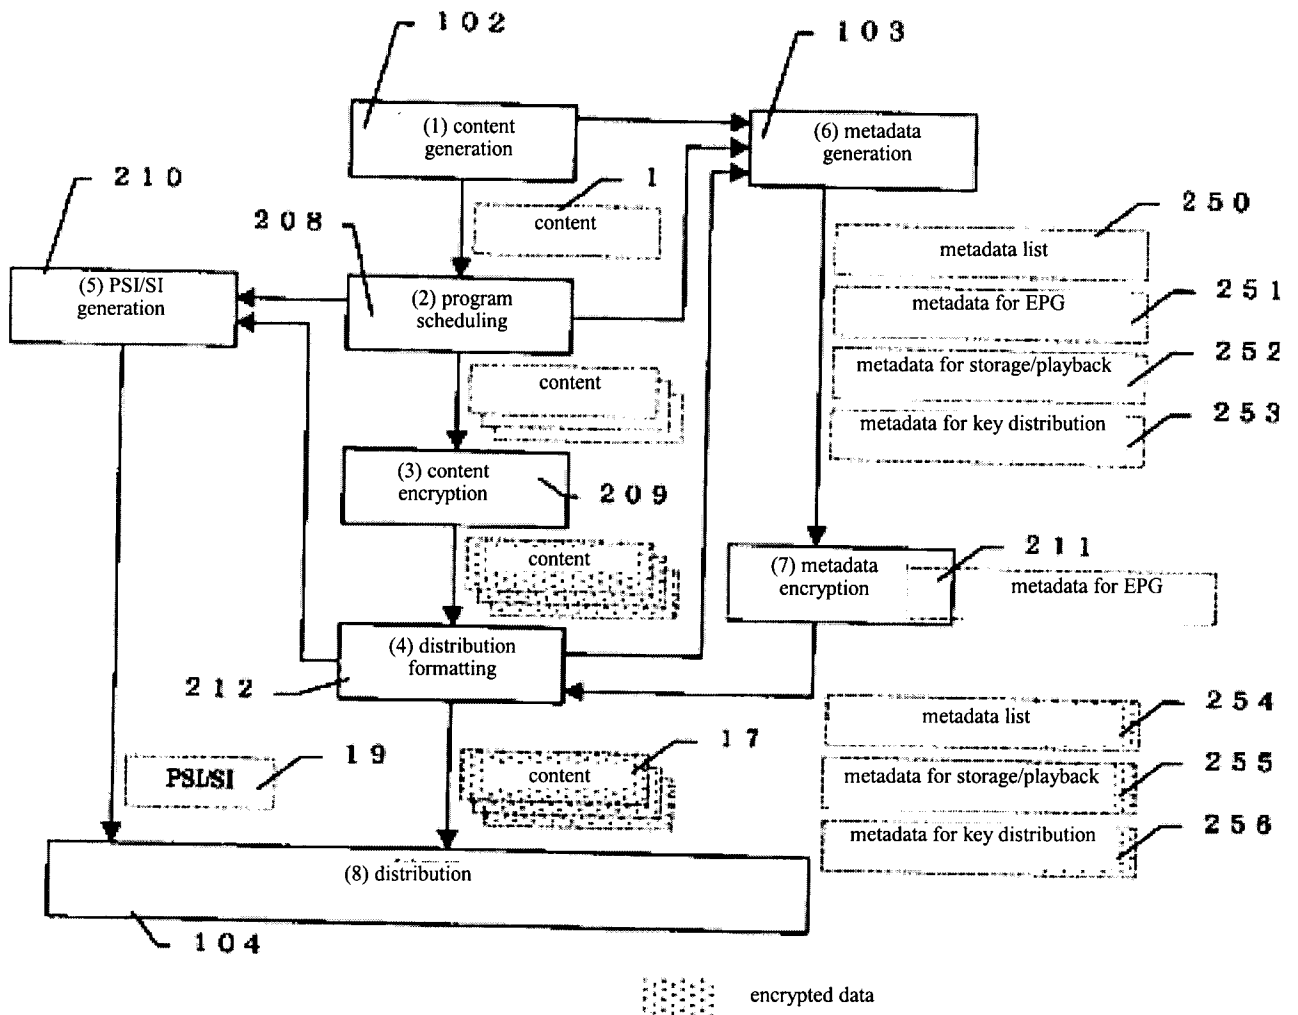 102
103
(1) content
generation
(6) metadata
generation
210
1
208
content
250
metadata list
(5) PSI/SI
generation
(2) program
scheduling
251
metadata for EPG
252
metadata for storage/playback
content
253
metadata for key distribution
(3) content
encryption
209
211
content
(7) metadata
encryption
metadata for EPG
(4) distribution
formatting
212
254
metadata list
17
19
content
PSI/SI
255
metadata for storage/playback
256
metadata for key distribution
(8) distribution
104
encrypted data